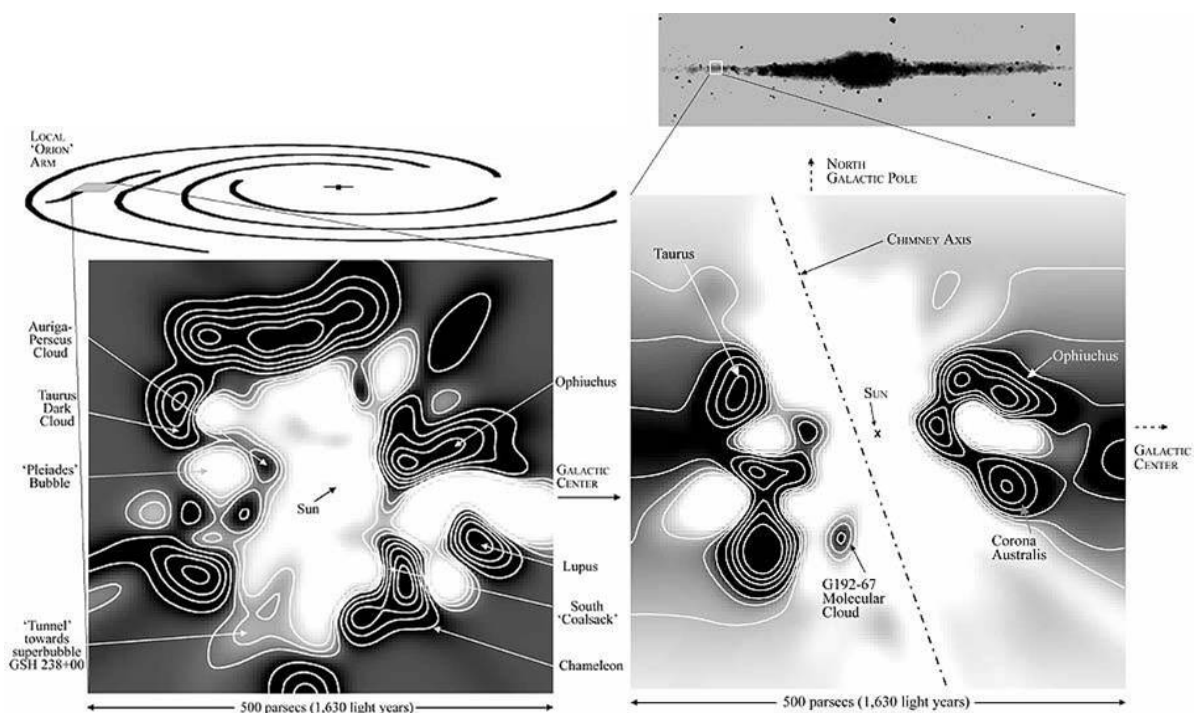 LOCAL
'ORION'
ARM
Auriga-
Perseus
Cloud
Taurus
Dark
Cloud
'Pleiades'
Bubble
'Tunnel' towards
superbubble
GSH 238+00
Sun
Ophiuchus
GALACTIC
CENTER
Lupus
South
'Coalsack'
Chameleon
500 parsecs (1,630 light years)
NORTH
GALACTIC POLE
CHIMNEY AXIS
Taurus
Ophiuchus
SUN
x
GALACTIC
CENTER
Corona
Australis
G192-67
Molecular
Cloud
500 parsecs (1,630 light years)